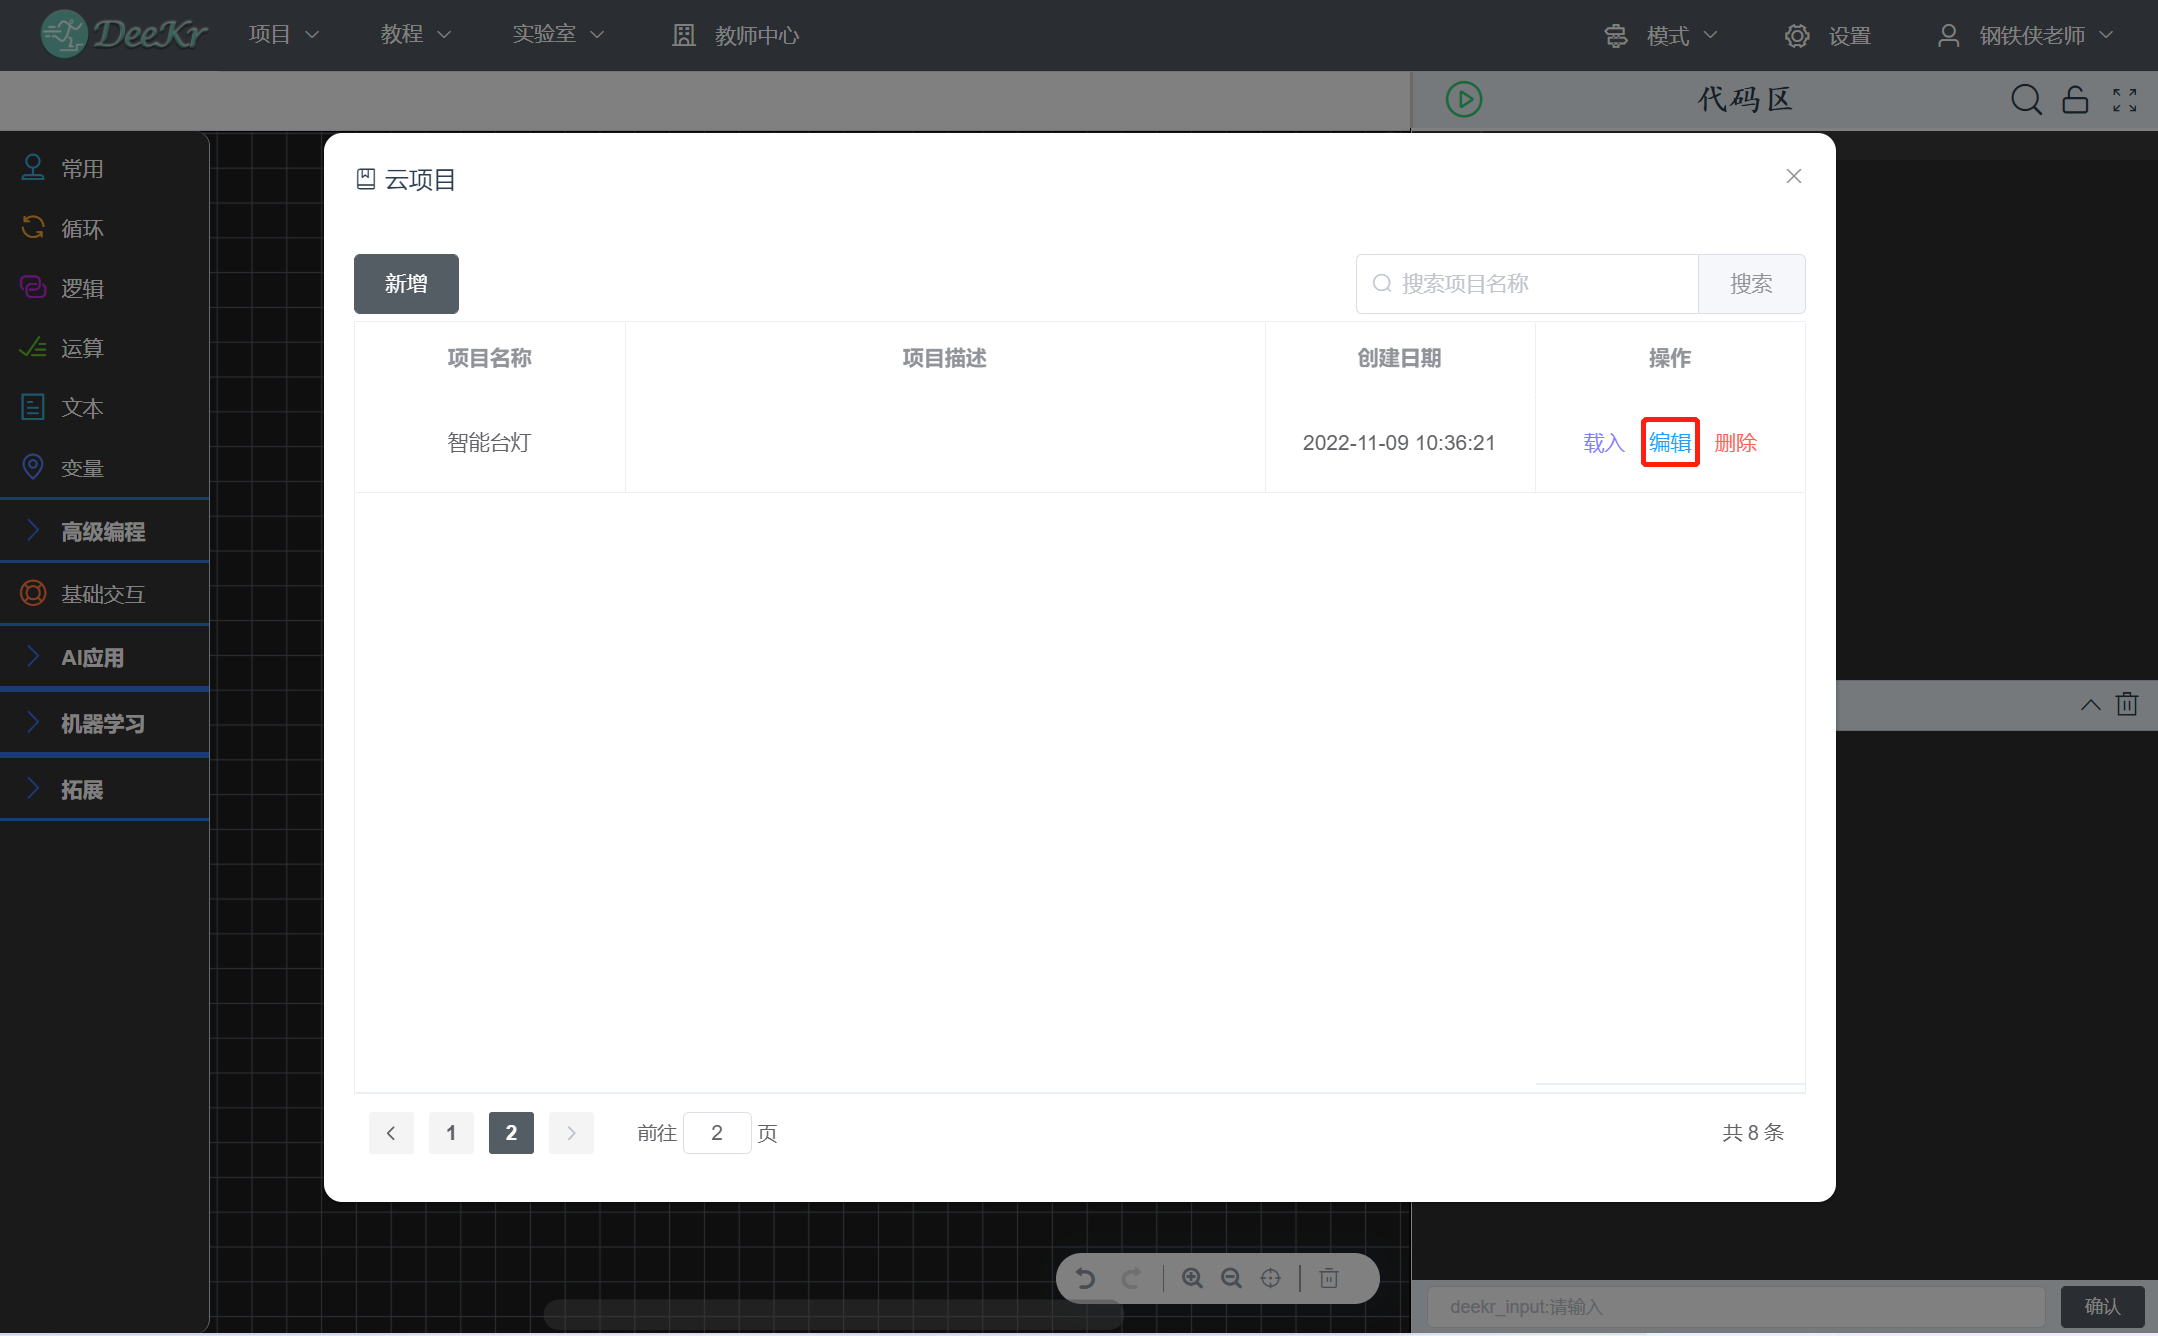 DeeKr 项目 教程 实验室 教师中心 模式 设置 钢铁侠老师
代码区
常用
循环
逻辑
运算
文本
变量
高级编程
基础交互
AI应用
机器学习
拓展
云项目
新增 搜索项目名称 搜索
项目名称 项目描述 创建日期 操作
智能台灯 2022-11-09 10:36:21 载入 编辑 删除
1 2 前往 2 页 共 8 条
deekr_input:请输入 确认